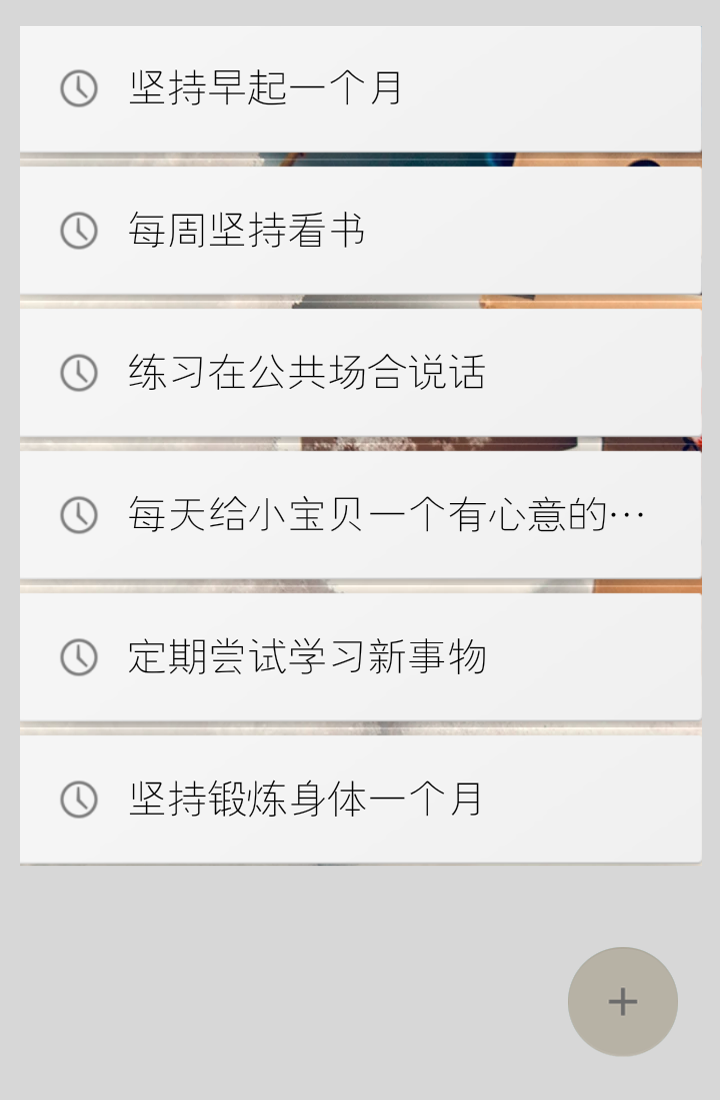 坚持早起一个月
每周坚持看书
练习在公共场合说话
每天给小宝贝一个有心意的…
定期尝试学习新事物
坚持锻炼身体一个月